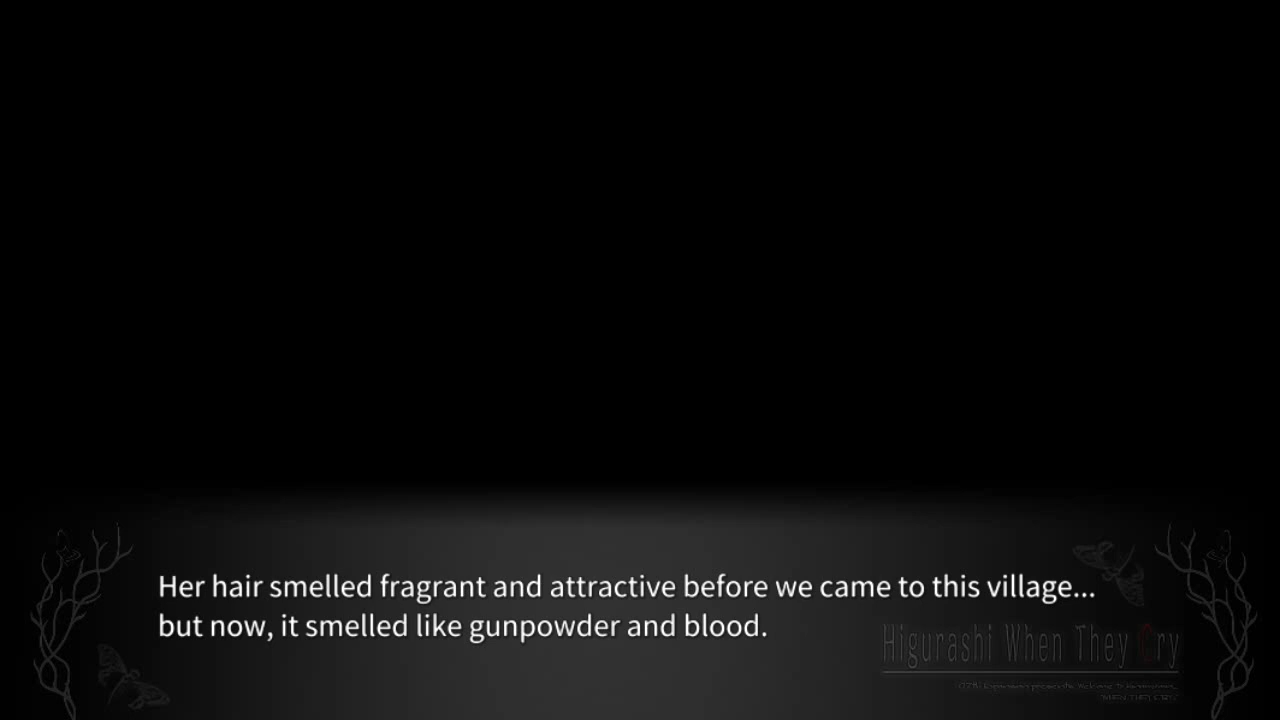 Her hair smelled fragrant and attractive before we came to this village...
but now, it smelled like gunpowder and blood.
Higurashi When They Cry